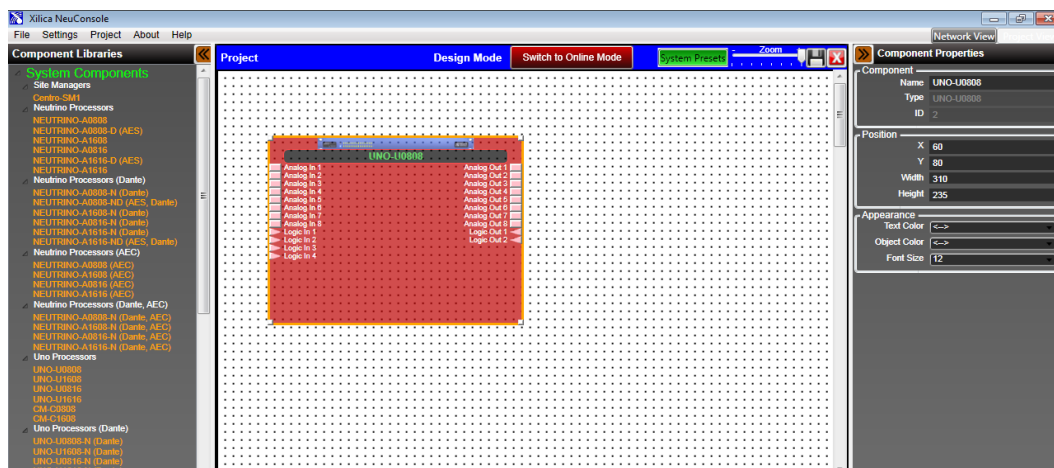 Xilica NeuConsole
File Settings Project About Help
Network View
Component Libraries
System Components
Site Managers
Centro-SM1
Neutrino Processors
NEUTRINO-A0808
NEUTRINO-A0808-D (AES)
NEUTRINO-A1608
NEUTRINO-A0816
NEUTRINO-A1616-D (AES)
NEUTRINO-A1616
Neutrino Processors (Dante)
NEUTRINO-A0808-N (Dante)
NEUTRINO-A0808-ND (AES, Dante)
NEUTRINO-A1608-N (Dante)
NEUTRINO-A0816-N (Dante)
NEUTRINO-A1616-N (Dante)
NEUTRINO-A1616-ND (AES, Dante)
Neutrino Processors (AEC)
NEUTRINO-A0808 (AEC)
NEUTRINO-A1608 (AEC)
NEUTRINO-A0816 (AEC)
NEUTRINO-A1616 (AEC)
Neutrino Processors (Dante, AEC)
NEUTRINO-A0808-N (Dante, AEC)
NEUTRINO-A1608-N (Dante, AEC)
NEUTRINO-A0816-N (Dante, AEC)
NEUTRINO-A1616-N (Dante, AEC)
Uno Processors
UNO-U0808
UNO-U1608
UNO-U0816
UNO-U1616
CM-C0808
CM-C1608
Uno Processors (Dante)
UNO-U0808-N (Dante)
UNO-U1608-N (Dante)
UNO-U0816-N (Dante)
Project Design Mode Switch to Online Mode System Presets - Zoom X
UNO-U0808
Analog In 1 Analog Out 1
Analog In 2 Analog Out 2
Analog In 3 Analog Out 3
Analog In 4 Analog Out 4
Analog In 5 Analog Out 5
Analog In 6 Analog Out 6
Analog In 7 Analog Out 7
Analog In 8 Analog Out 8
Logic In 1 Logic Out 1
Logic In 2 Logic Out 2
Logic In 3
Logic In 4
Component Properties
Component
Name UNO-U0808
Type UNO-U0808
ID 2
Position
X 60
Y 80
Width 310
Height 235
Appearance
Text Color <-->
Object Color <-->
Font Size 12